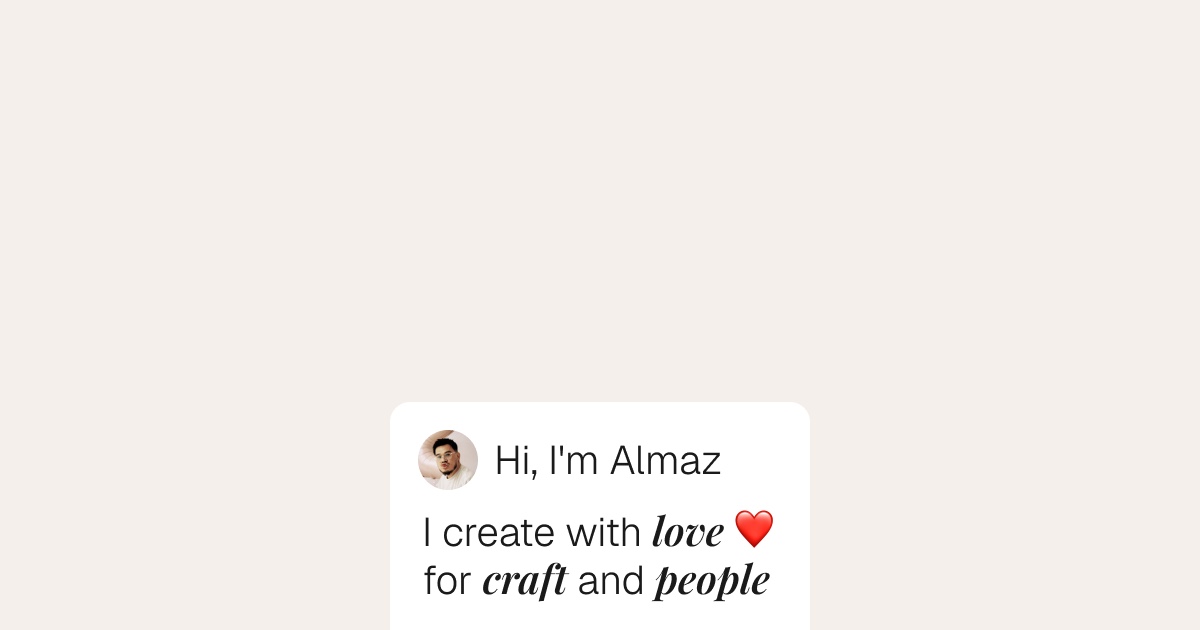 Hi, I'm Almaz
I create with love ❤️
for craft and people